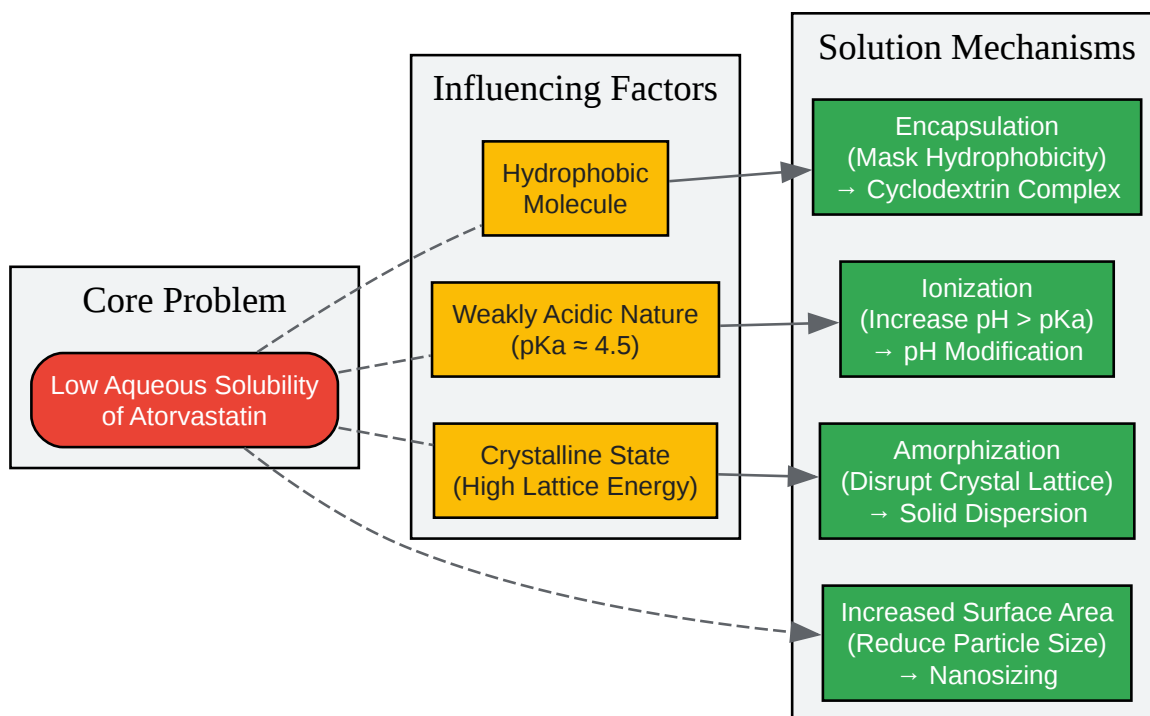 Core Problem
Low Aqueous Solubility
of Atorvastatin
Influencing Factors
Hydrophobic
Molecule
Weakly Acidic Nature
(pKa ≈ 4.5)
Crystalline State
(High Lattice Energy)
Solution Mechanisms
Encapsulation
(Mask Hydrophobicity)
→ Cyclodextrin Complex
Ionization
(Increase pH > pKa)
→ pH Modification
Amorphization
(Disrupt Crystal Lattice)
→ Solid Dispersion
Increased Surface Area
(Reduce Particle Size)
→ Nanosizing